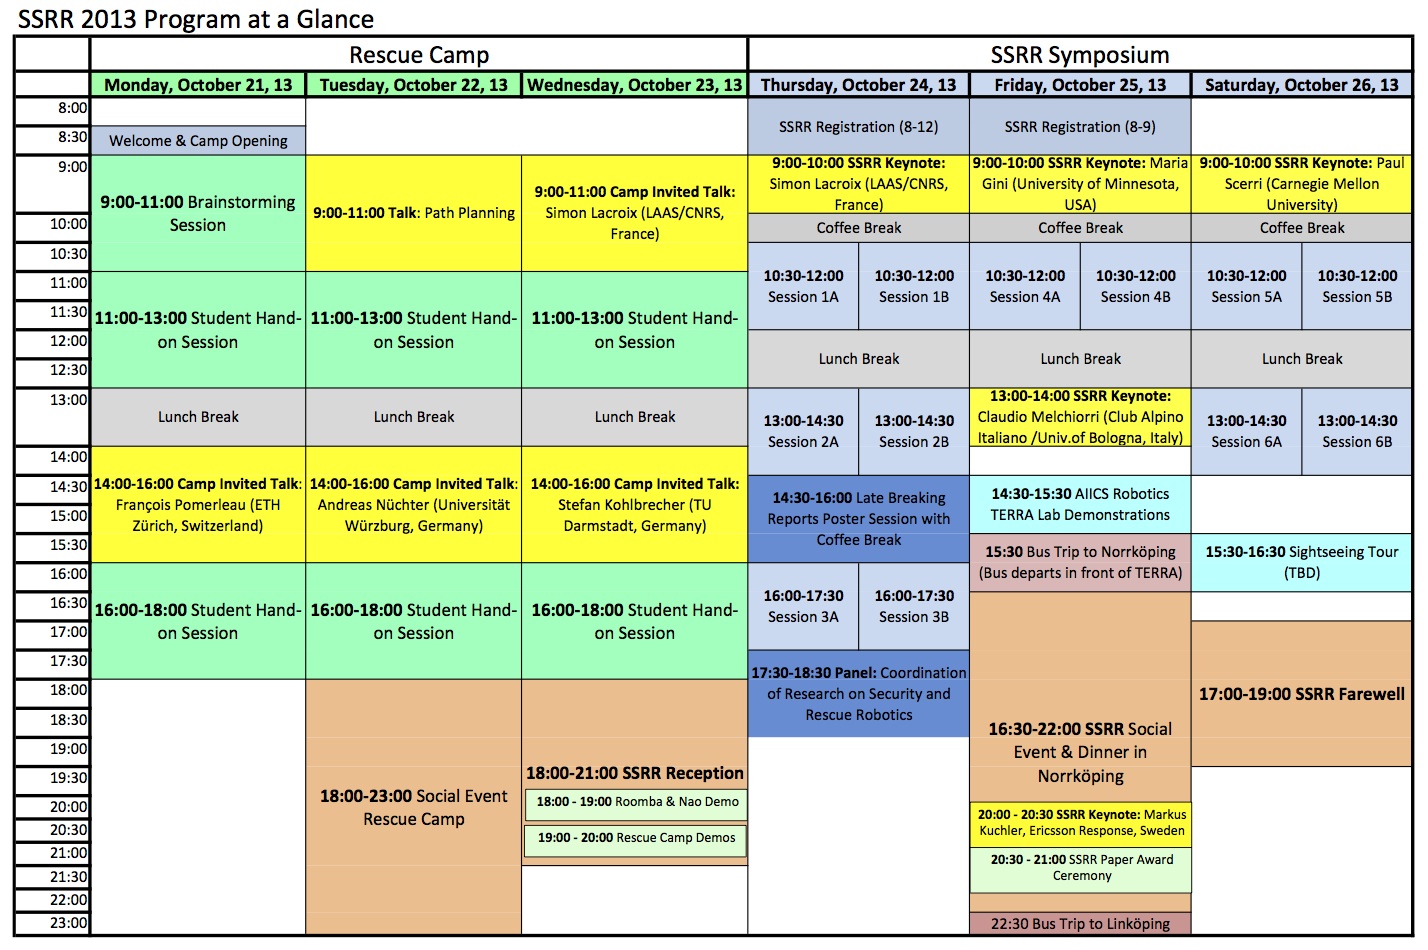 SSRR 2013 Program at a Glance
Rescue Camp
SSRR Symposium
Monday, October 21, 13
Tuesday, October 22, 13
Wednesday, October 23, 13
Thursday, October 24, 13
Friday, October 25, 13
Saturday, October 26, 13
8:00
8:30
9:00
10:00
10:30
11:00
11:30
12:00
12:30
13:00
14:00
14:30
15:00
15:30
16:00
16:30
17:00
17:30
18:00
18:30
19:00
19:30
20:00
20:30
21:00
21:30
22:00
23:00
Welcome & Camp Opening
9:00-11:00 Brainstorming
Session
11:00-13:00 Student Hand-
on Session
Lunch Break
14:00-16:00 Camp Invited Talk:
François Pomerleau (ETH
Zürich, Switzerland)
16:00-18:00 Student Hand-
on Session
9:00-11:00 Talk: Path Planning
11:00-13:00 Student Hand-
on Session
Lunch Break
14:00-16:00 Camp Invited Talk:
Andreas Nüchter (Universität
Würzburg, Germany)
16:00-18:00 Student Hand-
on Session
18:00-23:00 Social Event
Rescue Camp
9:00-11:00 Camp Invited Talk:
Simon Lacroix (LAAS/CNRS,
France)
11:00-13:00 Student Hand-
on Session
Lunch Break
14:00-16:00 Camp Invited Talk:
Stefan Kohlbrecher (TU
Darmstadt, Germany)
16:00-18:00 Student Hand-
on Session
18:00-21:00 SSRR Reception
18:00 - 19:00 Roomba & Nao Demo
19:00 - 20:00 Rescue Camp Demos
SSRR Registration (8-12)
9:00-10:00 SSRR Keynote:
Simon Lacroix (LAAS/CNRS,
France)
Coffee Break
10:30-12:00
Session 1A
10:30-12:00
Session 1B
Lunch Break
13:00-14:30
Session 2A
13:00-14:30
Session 2B
14:30-16:00 Late Breaking
Reports Poster Session with
Coffee Break
16:00-17:30
Session 3A
16:00-17:30
Session 3B
17:30-18:30 Panel: Coordination
of Research on Security and
Rescue Robotics
SSRR Registration (8-9)
9:00-10:00 SSRR Keynote: Maria
Gini (University of Minnesota,
USA)
Coffee Break
10:30-12:00
Session 4A
10:30-12:00
Session 4B
Lunch Break
13:00-14:00 SSRR Keynote:
Claudio Melchiorri (Club Alpino
Italiano /Univ.of Bologna, Italy)
14:30-15:30 AIICS Robotics
TERRA Lab Demonstrations
15:30 Bus Trip to Norrköping
(Bus departs in front of TERRA)
16:30-22:00 SSRR Social
Event & Dinner in
Norrköping
20:00 - 20:30 SSRR Keynote: Markus
Kuchler, Ericsson Response, Sweden
20:30 - 21:00 SSRR Paper Award
Ceremony
22:30 Bus Trip to Linköping
9:00-10:00 SSRR Keynote: Paul
Scerri (Carnegie Mellon
University)
Coffee Break
10:30-12:00
Session 5A
10:30-12:00
Session 5B
Lunch Break
13:00-14:30
Session 6A
13:00-14:30
Session 6B
15:30-16:30 Sightseeing Tour
(TBD)
17:00-19:00 SSRR Farewell